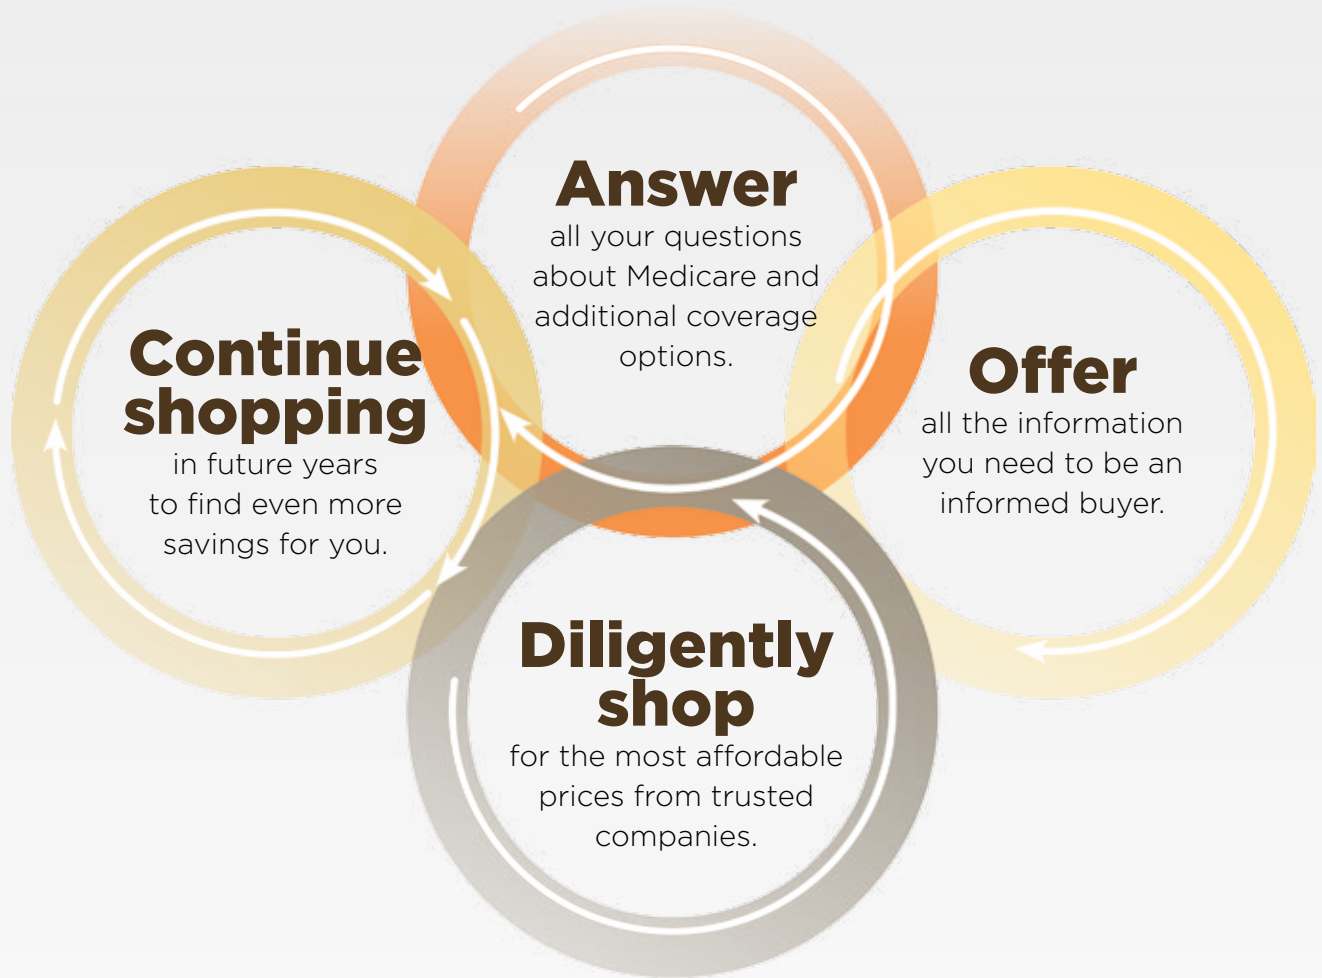 Answer
all your questions
about Medicare and
additional coverage
options.
Offer
all the information
you need to be an
informed buyer.
Diligently
shop
for the most affordable
prices from trusted
companies.
Continue
shopping
in future years
to find even more
savings for you.